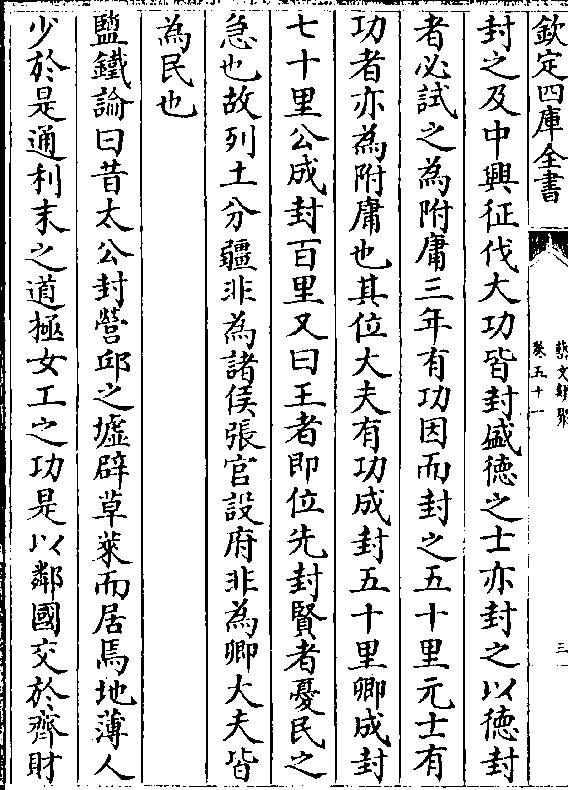 欽定四庫全書
藝文類聚
卷五十一
三
封之及中興征伐大功皆封盛徳之士亦封之以徳封
者必試之為附庸三年有功因而封之五十里元士有
功者亦為附庸也其位大夫有功成封五十里卿成封
七十里公成封百里又曰王者即位先封賢者憂民之
急也故列土分疆非為諸侯張官設府非為卿大夫皆
為民也
鹽鐵論曰昔太公封營邱之墟辟草萊而居焉地薄人
少於是通利末之道極女工之功是以鄰國交於齊財